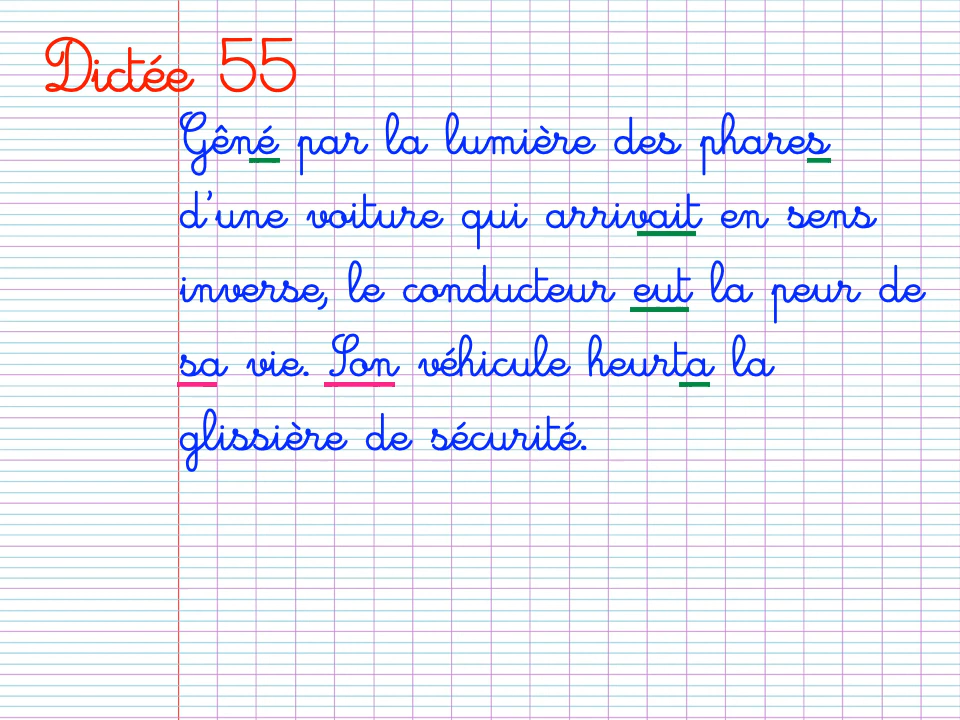 Dictée 55
Gêné par la lumière des phares
d'une voiture qui arrivait en sens
inverse, le conducteur eut la peur de
sa vie. Son véhicule heurta la
glissière de sécurité.